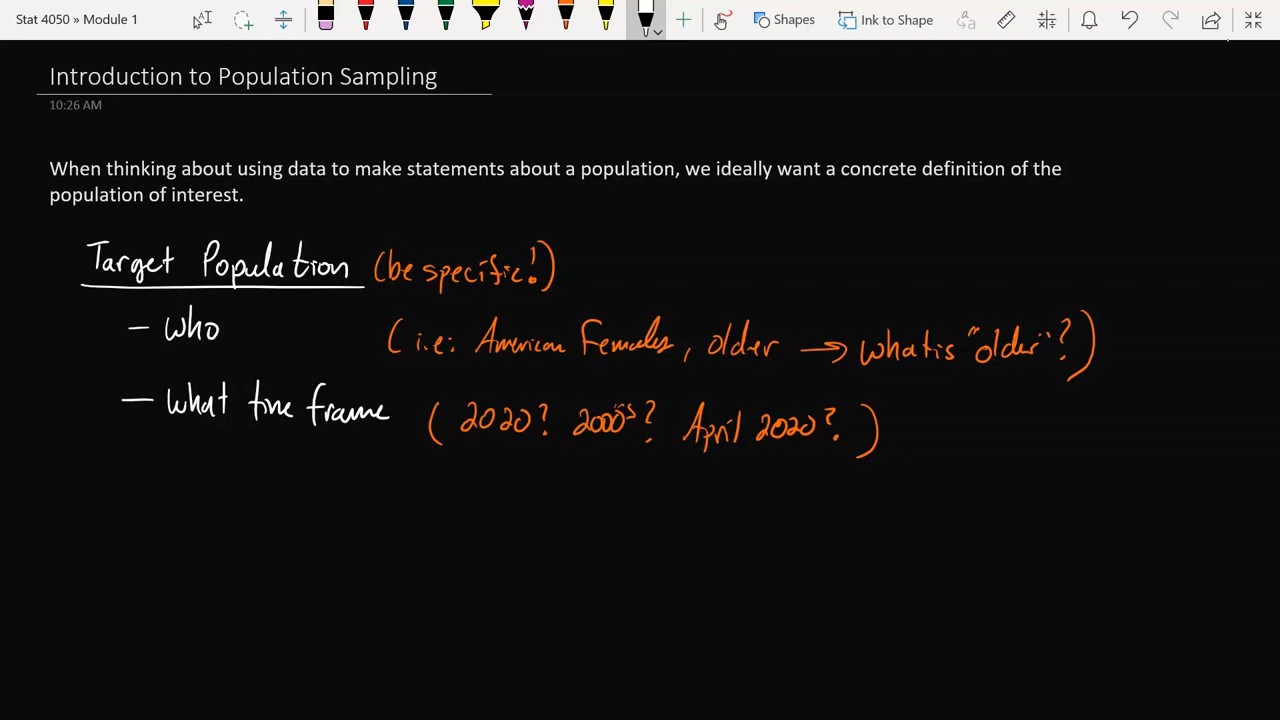 Stat 4050 » Module 1
Shapes
Ink to Shape
Introduction to Population Sampling
10:26 AM
When thinking about using data to make statements about a population, we ideally want a concrete definition of the
population of interest.
Target Population (be specific!)
- who (i.e: American Females, older → what is "older"?)
- what time frame (2020? 2000's? April 2020?)